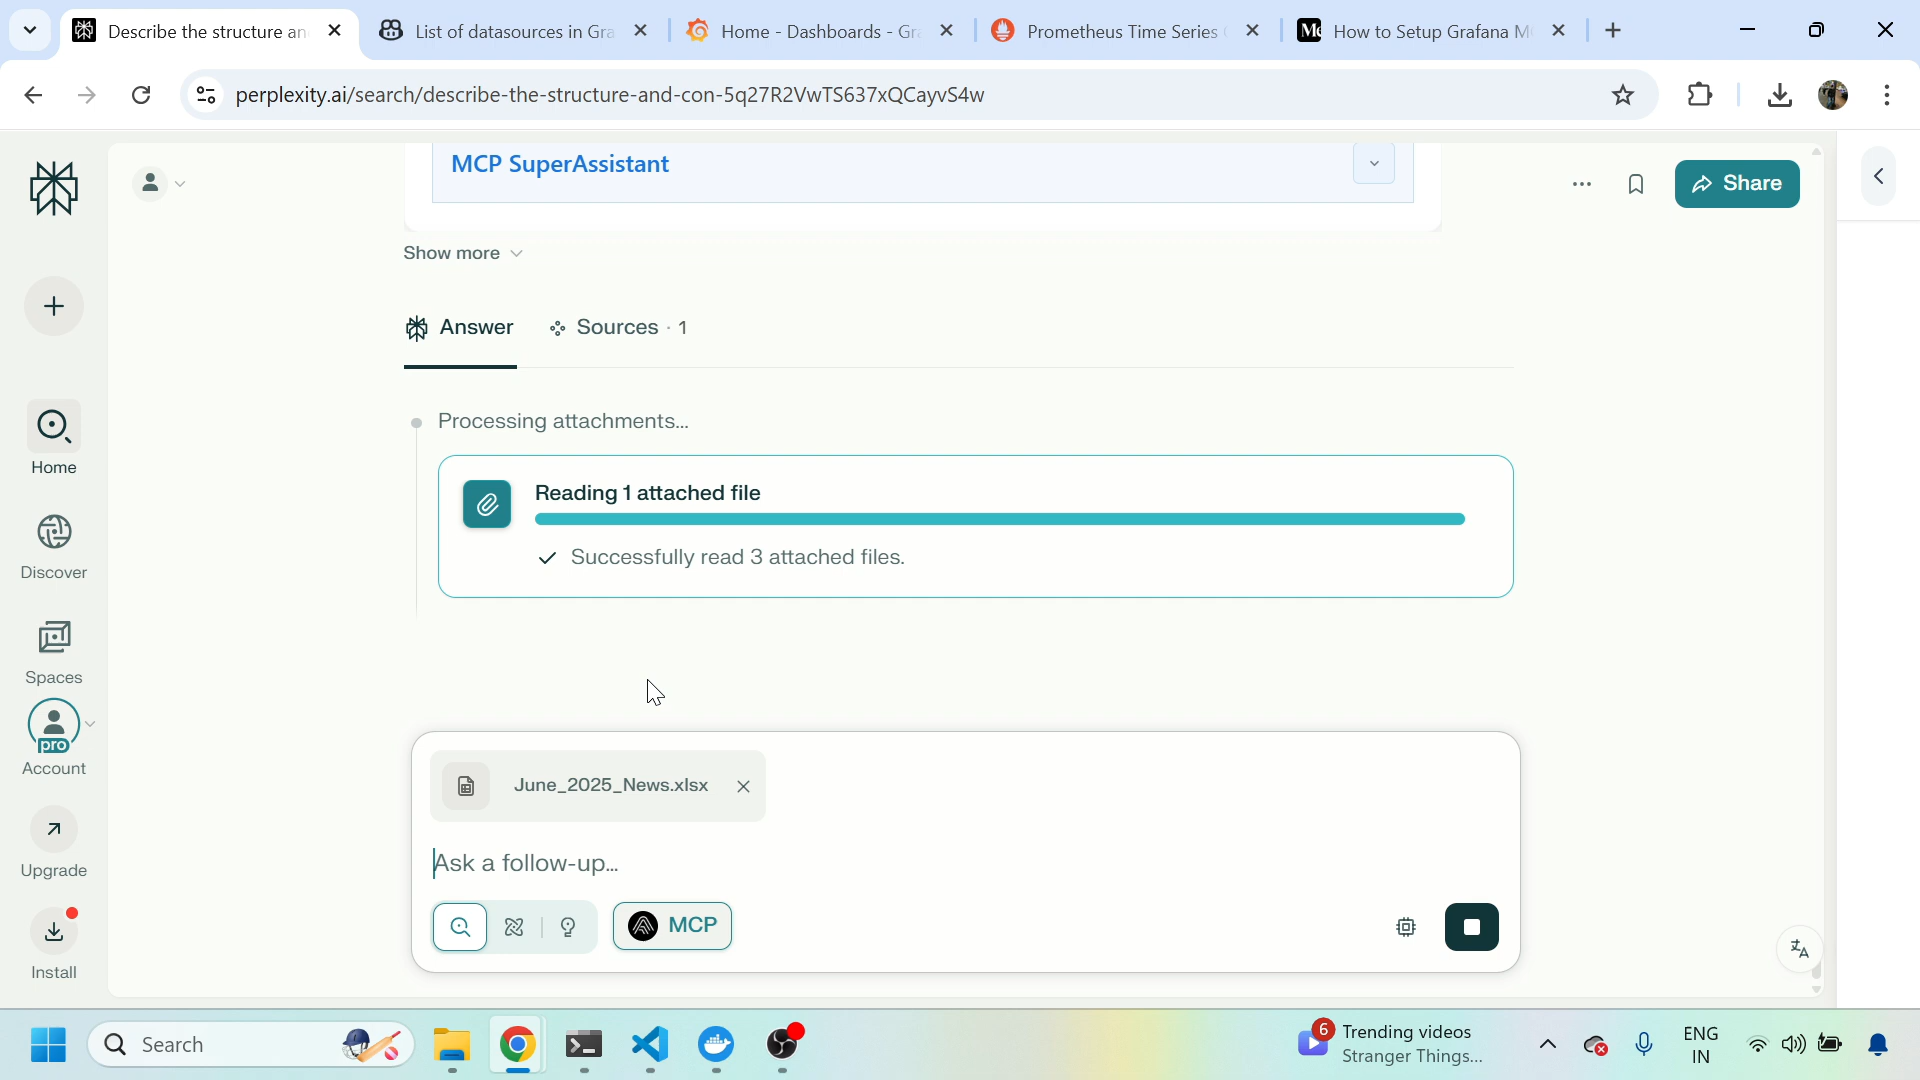 Describe the structure an
List of datasources in Gra
Home - Dashboards - Gr
Prometheus Time Series
How to Setup Grafana M
perplexity.ai/search/describe-the-structure-and-con-5q27R2VwTS637xQCayvS4w
MCP SuperAssistant
Share
Show more
Answer
Sources · 1
Processing attachments...
Reading 1 attached file
Successfully read 3 attached files.
Home
Discover
Spaces
pro
Account
Upgrade
Install
June_2025_News.xlsx
Ask a follow-up...
MCP
Search
6
Trending videos
Stranger Things...
ENG
IN